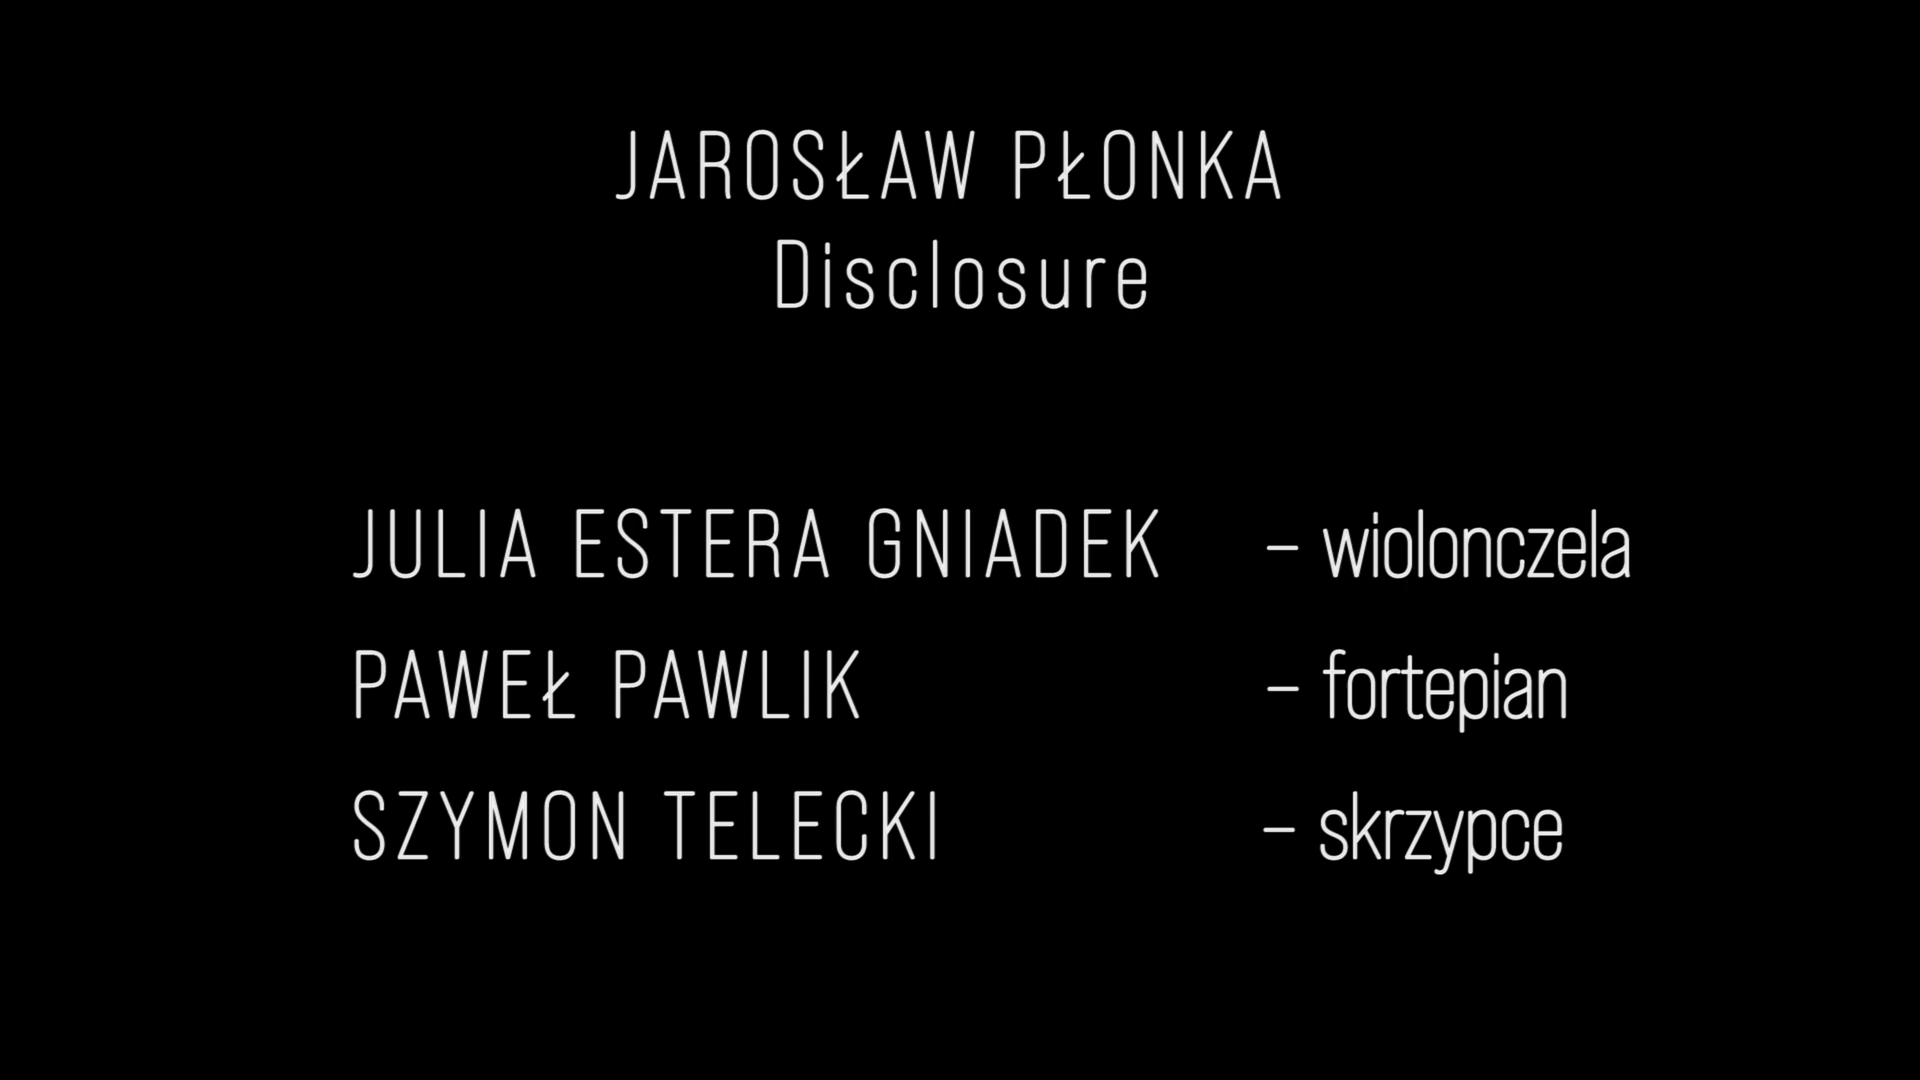 JAROSŁAW PŁONKA
Disclosure
JULIA ESTERA GNIADEK – wiolonczela
PAWEŁ PAWLIK – fortepian
SZYMON TELECKI – skrzypce